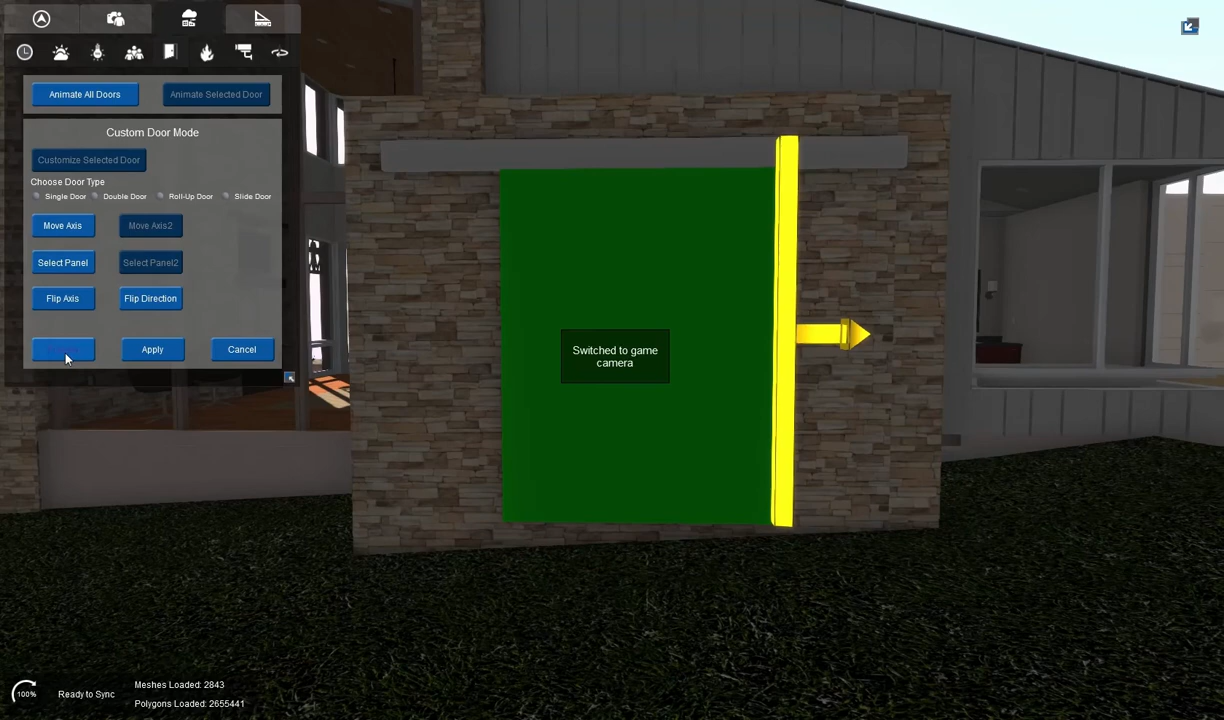 Animate All Doors Animate Selected Door
Custom Door Mode
Customize Selected Door
Choose Door Type
Single Door Double Door Roll-Up Door Slide Door
Move Axis Move Axis2
Select Panel Select Panel2
Flip Axis Flip Direction
Apply Cancel
Switched to game
camera
100% Ready to Sync
Meshes Loaded: 2843
Polygons Loaded: 2655441